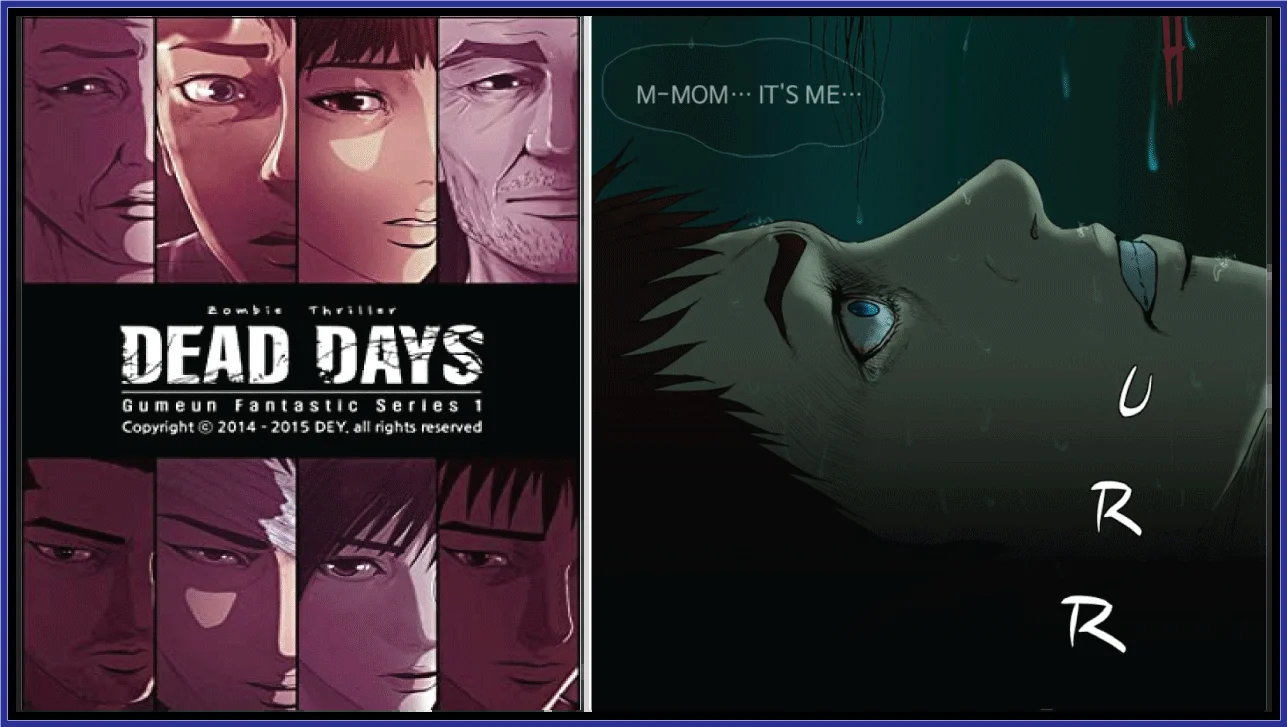 Zombie Thriller
DEAD DAYS
Gumeun Fantastic Series 1
Copyright © 2014 - 2015 DEY. all rights reserved
M-MOM… IT'S ME…
U
R
R